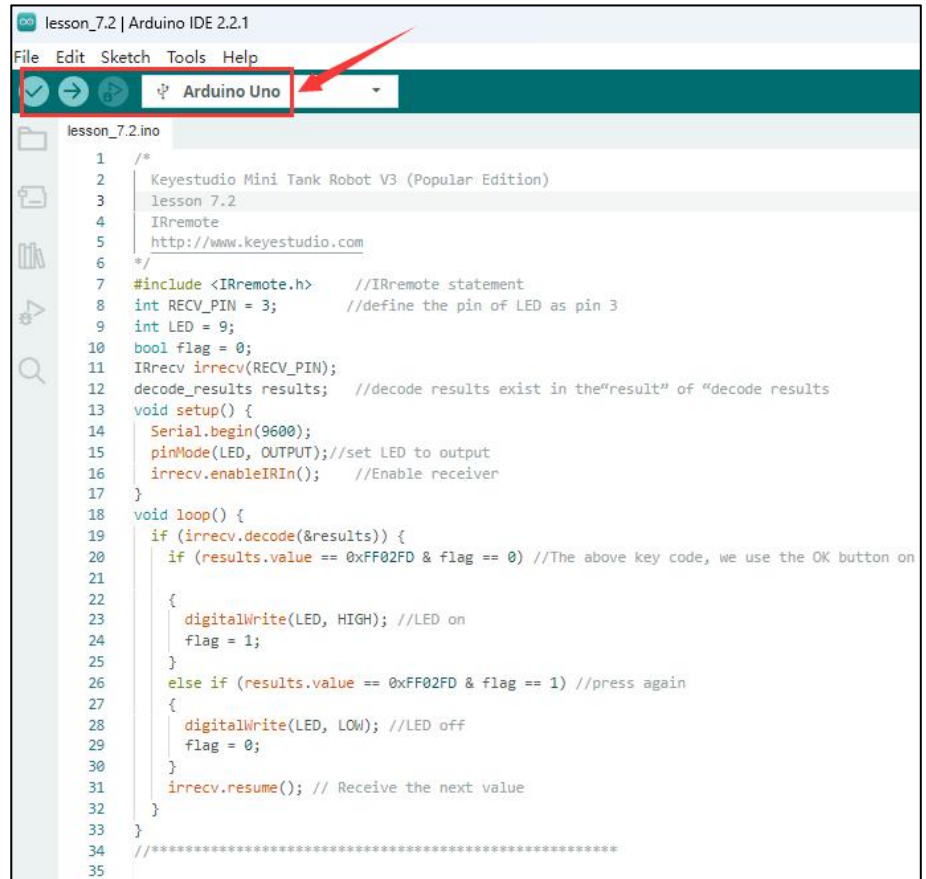 lesson_7.2 | Arduino IDE 2.2.1
File Edit Sketch Tools Help
Arduino Uno
lesson_7.2.ino
1 /*
2 Keyestudio Mini Tank Robot V3 (Popular Edition)
3 lesson 7.2
4 IRremote
5 http://www.keyestudio.com
6 */
7 #include <IRremote.h> //IRremote statement
8 int RECV_PIN = 3; //define the pin of LED as pin 3
9 int LED = 9;
10 bool flag = 0;
11 IRrecv irrecv(RECV_PIN);
12 decode_results results; //decode results exist in the“result” of “decode results
13 void setup() {
14 Serial.begin(9600);
15 pinMode(LED, OUTPUT);//set LED to output
16 irrecv.enableIRIn(); //Enable receiver
17 }
18 void loop() {
19 if (irrecv.decode(&results)) {
20 if (results.value == 0xFF02FD & flag == 0) //The above key code, we use the OK button on
21
22 {
23 digitalWrite(LED, HIGH); //LED on
24 flag = 1;
25 }
26 else if (results.value == 0xFF02FD & flag == 1) //press again
27 {
28 digitalWrite(LED, LOW); //LED off
29 flag = 0;
30 }
31 irrecv.resume(); // Receive the next value
32 }
33 }
34 //*******************************************************
35